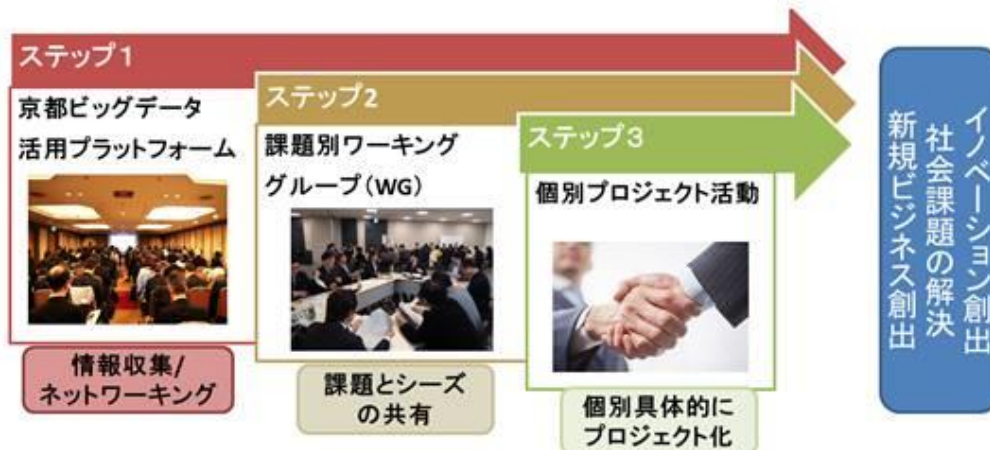 ステップ1
京都ビッグデータ
活用プラットフォーム
情報収集/
ネットワーキング
ステップ2
課題別ワーキング
グループ(WG)
課題とシーズ
の共有
ステップ3
個別プロジェクト活動
個別具体的に
プロジェクト化
イノベーション創出
社会課題の解決
新規ビジネス創出